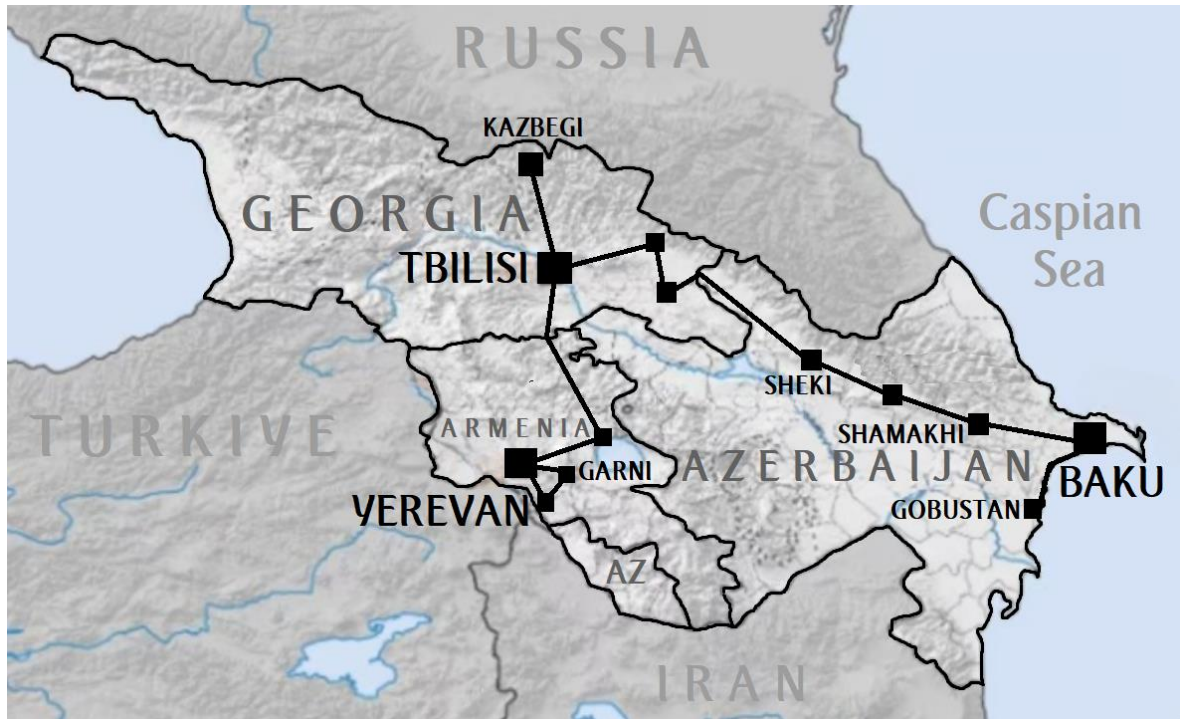 RUSSIA
KAZBEGI
GEORGIA
Caspian
Sea
TBILISI
SHEKI
TURKIYE
ARMENIA
SHAMAKHI
GARNI
AZERBAIJAN
BAKU
YEREVAN
GOBUSTAN
AZ
IRAN